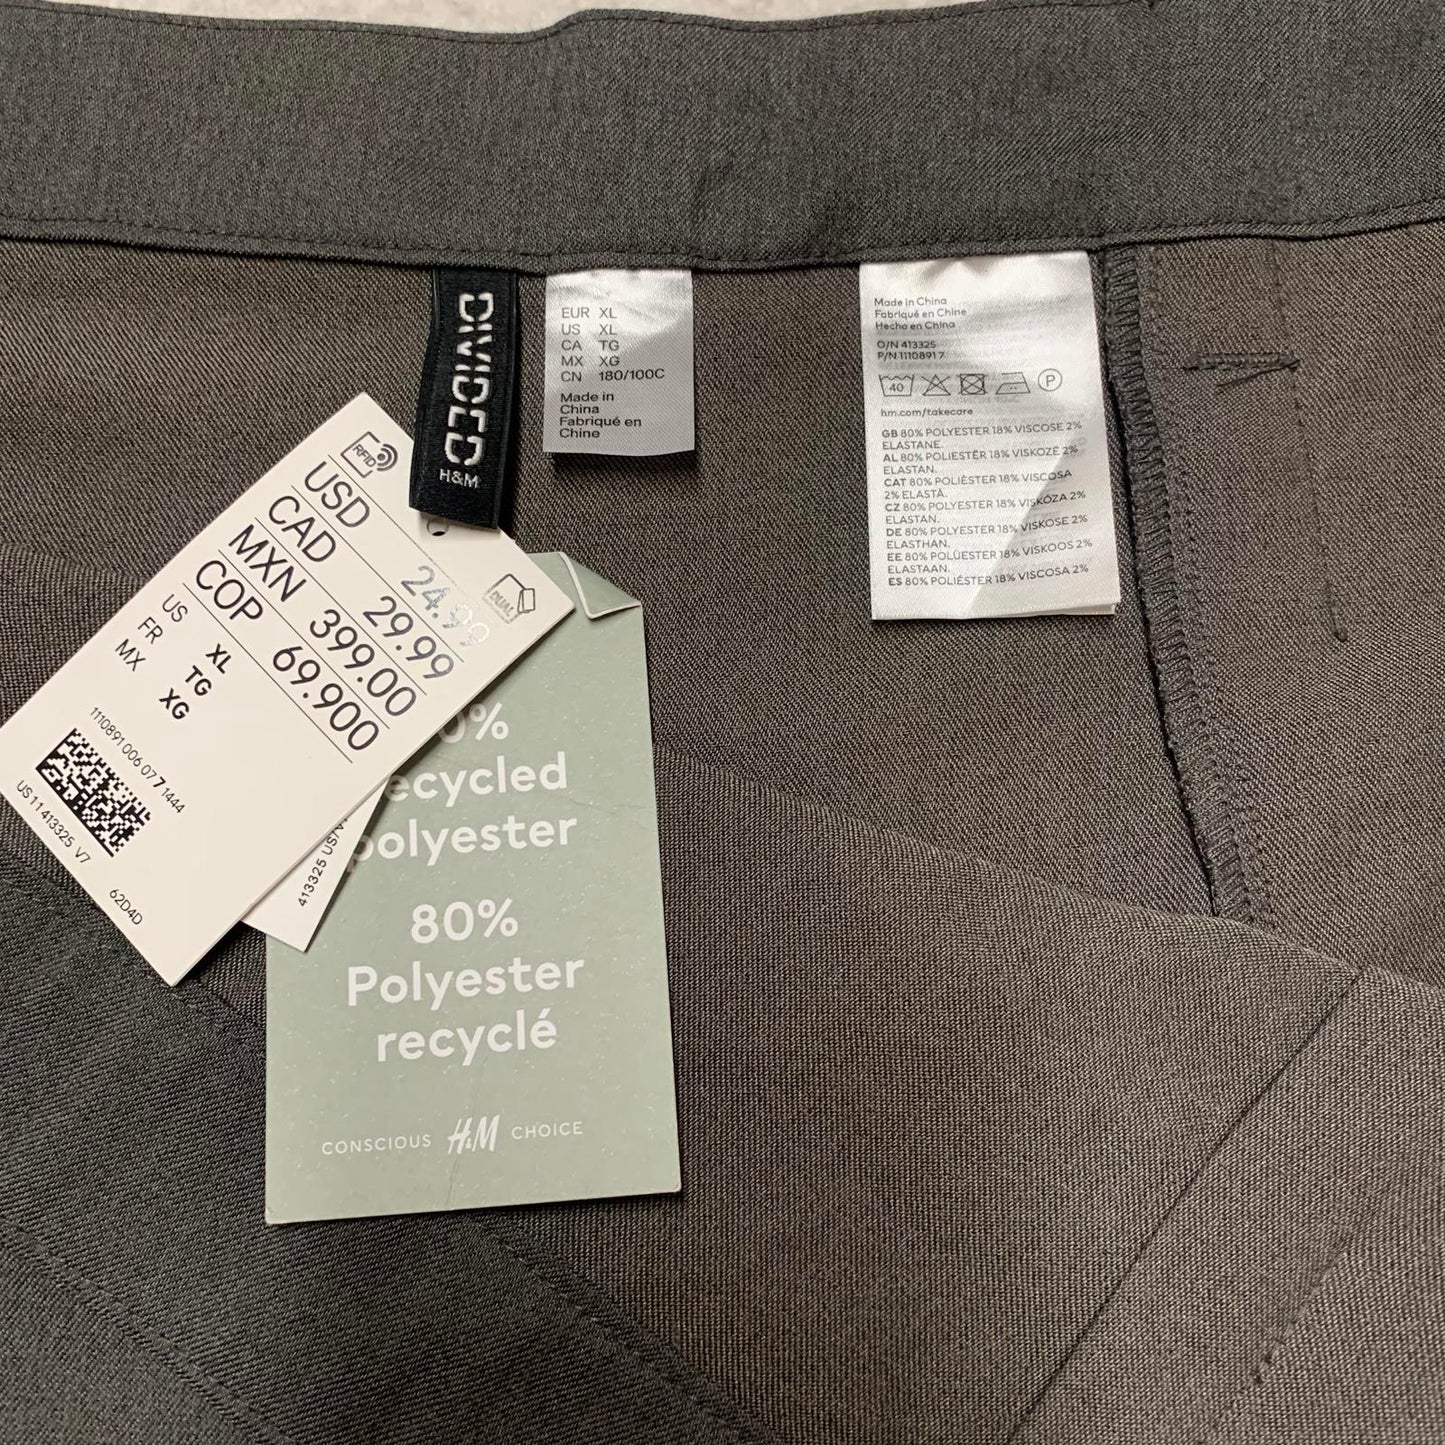 DIVIDED
H&M
EUR XL
US XL
CA TG
MX XG
CN 180/100C
Made in
China
Fabriqué en
Chine
Made in China
Fabriqué en Chine
Hecho en China
O/N 413325
P/N 1110891 7
40
P
hm.com/takecare
GB 80% POLYESTER 18% VISCOSE 2%
ELASTANE.
AL 80% POLIESTËR 18% VISKOZË 2%
ELASTAN.
CAT 80% POLIÈSTER 18% VISCOSA
2% ELASTÀ.
CZ 80% POLYESTER 18% VISKÓZA 2%
ELASTAN.
DE 80% POLYESTER 18% VISKOSE 2%
ELASTHAN.
EE 80% POLÜESTER 18% VISKOOS 2%
ELASTAAN.
ES 80% POLIÉSTER 18% VISCOSA 2%
RFID
DUAL
USD 24.99
CAD 29.99
MXN 399.00
COP 69.900
US XL
FR TG
MX XG
1110891 006 07 7 1444
US 11 413325 V7
62D4D
413325 US/
0%
ecycled
polyester
80%
Polyester
recyclé
CONSCIOUS H&M CHOICE